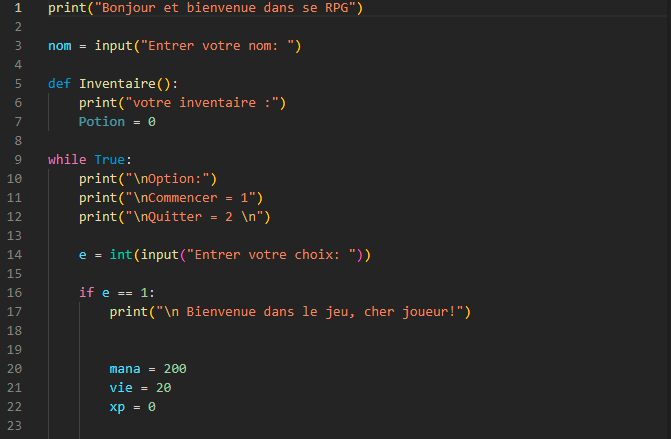 1 print("Bonjour et bienvenue dans se RPG")
2
3 nom = input("Entrer votre nom: ")
4
5 def Inventaire():
6     print("votre inventaire :")
7     Potion = 0
8
9 while True:
10     print("\nOption:")
11     print("\nCommencer = 1")
12     print("\nQuitter = 2 \n")
13
14     e = int(input("Entrer votre choix: "))
15
16     if e == 1:
17         print("\n Bienvenue dans le jeu, cher joueur!")
18
19
20         mana = 200
21         vie = 20
22         xp = 0
23